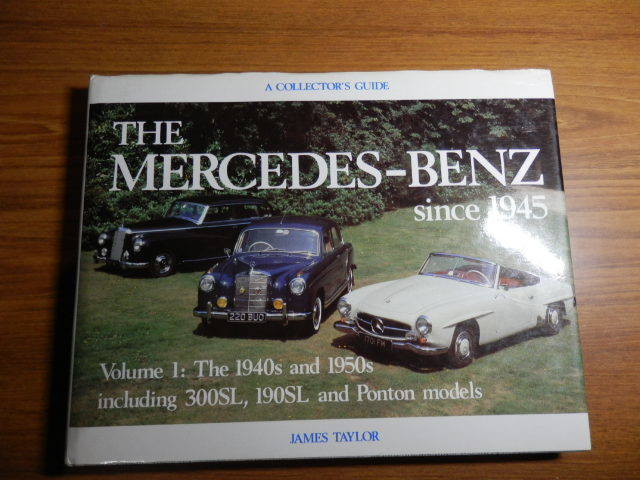 A COLLECTOR'S GUIDE
THE
MERCEDES-BENZ
since 1945
220 BUD
Volume 1: The 1940s and 1950s
including 300SL, 190SL and Ponton models
JAMES TAYLOR